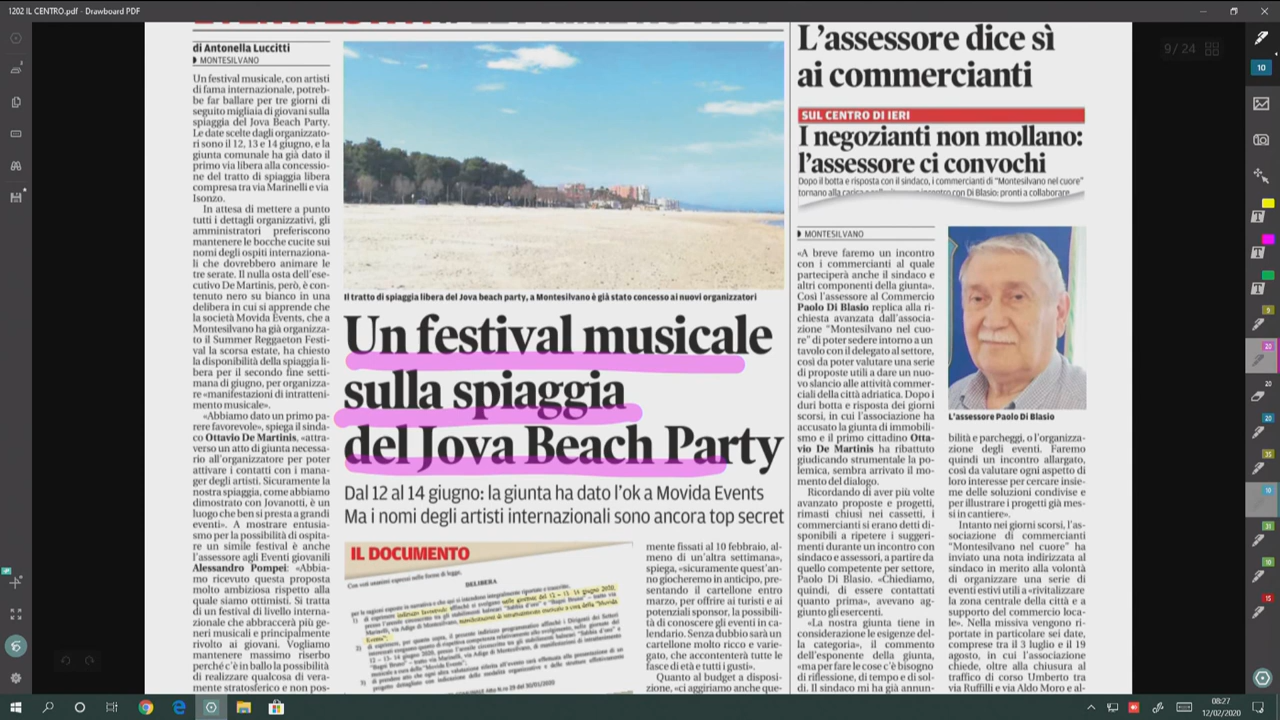 1202 IL CENTRO.pdf - Drawboard PDF
9 / 24
di Antonella Luccitti
MONTESILVANO
Un festival musicale, con artisti
di fama internazionale, potreb-
be far ballare per tre giorni di
seguito migliaia di giovani sulla
spiaggia del Jova Beach Party.
Le date scelte dagli organizzato-
ri sono il 12, 13 e 14 giugno, e la
giunta comunale ha già dato il
primo via libera alla concessio-
ne del tratto di spiaggia libera
compresa tra via Marinelli e via
Isonzo.
In attesa di mettere a punto
tutti i dettagli organizzativi, gli
amministratori preferiscono
mantenere le bocche cucite sui
nomi degli ospiti internaziona-
li che dovrebbero animare le
tre serate. Il nulla osta dell'ese-
cutivo De Martinis, però, è con-
tenuto nero su bianco in una
delibera in cui si apprende che
la società Movida Events, che a
Montesilvano ha già organizza-
to il Summer Reggaeton Festi-
val la scorsa estate, ha chiesto
la disponibilità della spiaggia li-
bera per il secondo fine setti-
mana di giugno, per organizza-
re «manifestazioni di intratteni-
mento musicale».
«Abbiamo dato un primo pa-
rere favorevole», spiega il sinda-
co Ottavio De Martinis, «attra-
verso un atto di giunta necessa-
rio all'organizzatore per poter
attivare i contatti con i mana-
ger degli artisti. Sicuramente la
nostra spiaggia, come abbiamo
dimostrato con Jovanotti, è un
luogo che ben si presta a grandi
eventi». A mostrare entusia-
smo per la possibilità di ospita-
re un simile festival è anche
l'assessore agli Eventi giovanili
Alessandro Pompei: «Abbia-
mo ricevuto questa proposta
molto ambiziosa rispetto alla
quale siamo ottimisti. Si tratta
di un festival di livello interna-
zionale che abbraccerà più ge-
neri musicali e principalmente
rivolto ai giovani. Vogliamo
mantenere massimo riserbo
perché c'è in ballo la possibilità
di realizzare qualcosa di vera-
mente stratosferico e non pos-
Il tratto di spiaggia libera del Jova beach party, a Montesilvano è già stato concesso ai nuovi organizzatori
Un festival musicale
sulla spiaggia
del Jova Beach Party
Dal 12 al 14 giugno: la giunta ha dato l'ok a Movida Events
Ma i nomi degli artisti internazionali sono ancora top secret
IL DOCUMENTO
DELIBERA
mente fissati al 10 febbraio, al-
meno di un'altra settimana»,
spiega, «sicuramente quest'an-
no giocheremo in anticipo, pre-
sentando il cartellone entro
marzo, per offrire ai turisti e ai
potenziali sponsor, la possibili-
tà di conoscere gli eventi in ca-
lendario. Senza dubbio sarà un
cartellone molto ricco e varie-
gato, che accontenterà tutte le
fasce di età e tutti i gusti».
Quanto al budget a disposi-
zione, «ci aggiriamo anche que-
L'assessore dice sì
ai commercianti
SUL CENTRO DI IERI
I negozianti non mollano:
l'assessore ci convochi
Dopo il botta e risposta con il sindaco, i commercianti di "Montesilvano nel cuore"
MONTESILVANO
«A breve faremo un incontro
con i commercianti al quale
parteciperà anche il sindaco e
altri componenti della giunta».
Così l'assessore al Commercio
Paolo Di Blasio replica alla ri-
chiesta avanzata dall'associa-
zione "Montesilvano nel cuo-
re" di poter sedere intorno a un
tavolo con il delegato al settore,
così da poter valutare una serie
di proposte utili a dare un nuo-
vo slancio alle attività commer-
ciali della città adriatica. Dopo i
duri botta e risposta dei giorni
scorsi, in cui l'associazione ha
accusato la giunta di immobili-
smo e il primo cittadino Otta-
vio De Martinis ha ribattuto
giudicando strumentale la po-
lemica, sembra arrivato il mo-
mento del dialogo.
Ricordando di aver più volte
avanzato proposte e progetti,
rimasti chiusi nei cassetti, i
commercianti si erano detti di-
sponibili a ripetere i suggeri-
menti durante un incontro con
sindaco e assessori, a partire da
quello competente per settore,
Paolo Di Blasio. «Chiediamo,
quindi, di essere contattati
quanto prima», avevano ag-
giunto gli esercenti.
«La nostra giunta tiene in
considerazione le esigenze del-
la categoria», il commento
dell'esponente della giunta,
«ma per fare le cose c'è bisogno
di riflessione, di tempo e di sol-
di. Il sindaco mi ha già annun-
L'assessore Paolo Di Blasio
bilità e parcheggi, o l'organizza-
zione degli eventi. Faremo
quindi un incontro allargato,
così da valutare ogni aspetto di
loro interesse per cercare insie-
me delle soluzioni condivise e
per illustrare i progetti già mes-
si in cantiere».
Intanto nei giorni scorsi, l'as-
sociazione di commercianti
"Montesilvano nel cuore" ha
inviato una nota indirizzata al
sindaco in merito alla volontà
di organizzare una serie di
eventi estivi utili a «rivitalizzare
la zona centrale della città e a
supporto del commercio loca-
le». Nella missiva vengono ri-
portate in particolare sei date,
comprese tra il 3 luglio e il 19
agosto, in cui l'associazione
chiede, oltre alla chiusura al
traffico di corso Umberto tra
via Ruffilli e via Aldo Moro e al-
08:27
12/02/2020